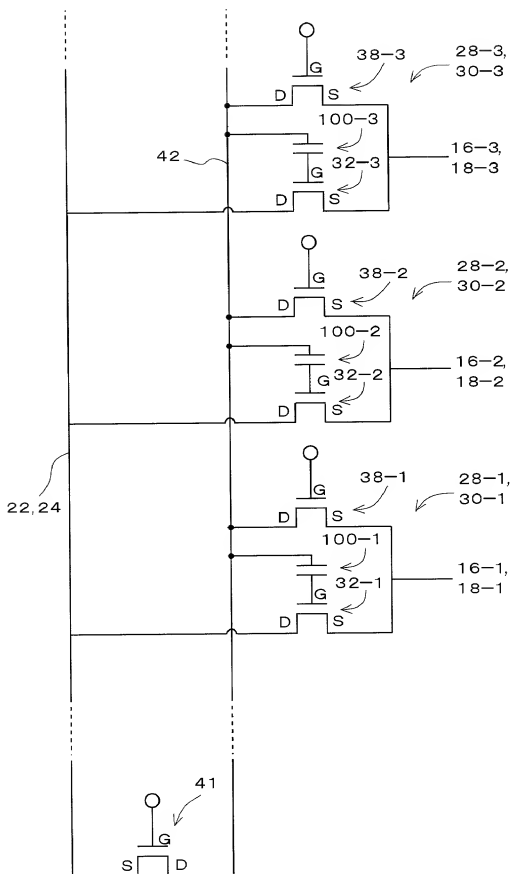 G
38-3
28-3,
30-3
D
S
100-3
42
32-3
G
16-3,
18-3
D
S
G
38-2
28-2,
30-2
D
S
100-2
32-2
G
16-2,
18-2
D
S
G
38-1
28-1,
30-1
22, 24
D
S
100-1
32-1
G
16-1,
18-1
D
S
41
G
S
D